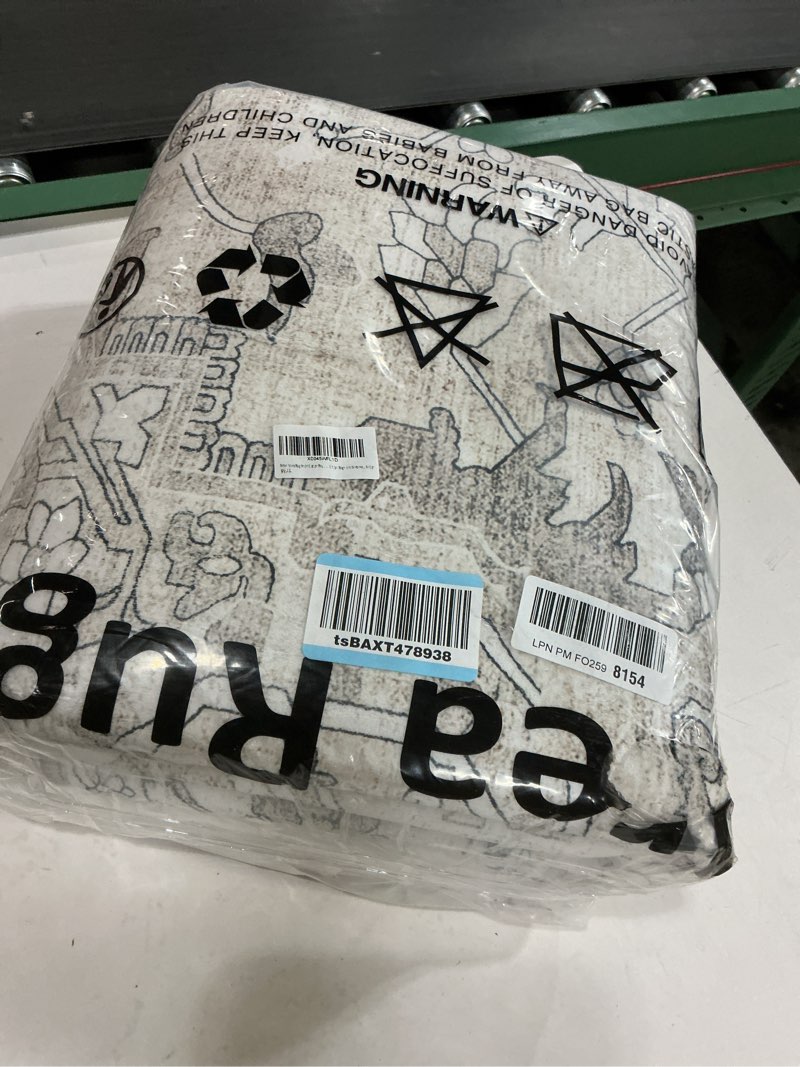 WARNING
AVOID DANGER OF SUFFOCATION, KEEP THIS
STIC BAG AWAY FROM BABIES AND CHILDREN
tsBAXT478938
LPN PM FO259 8154
ea Rug